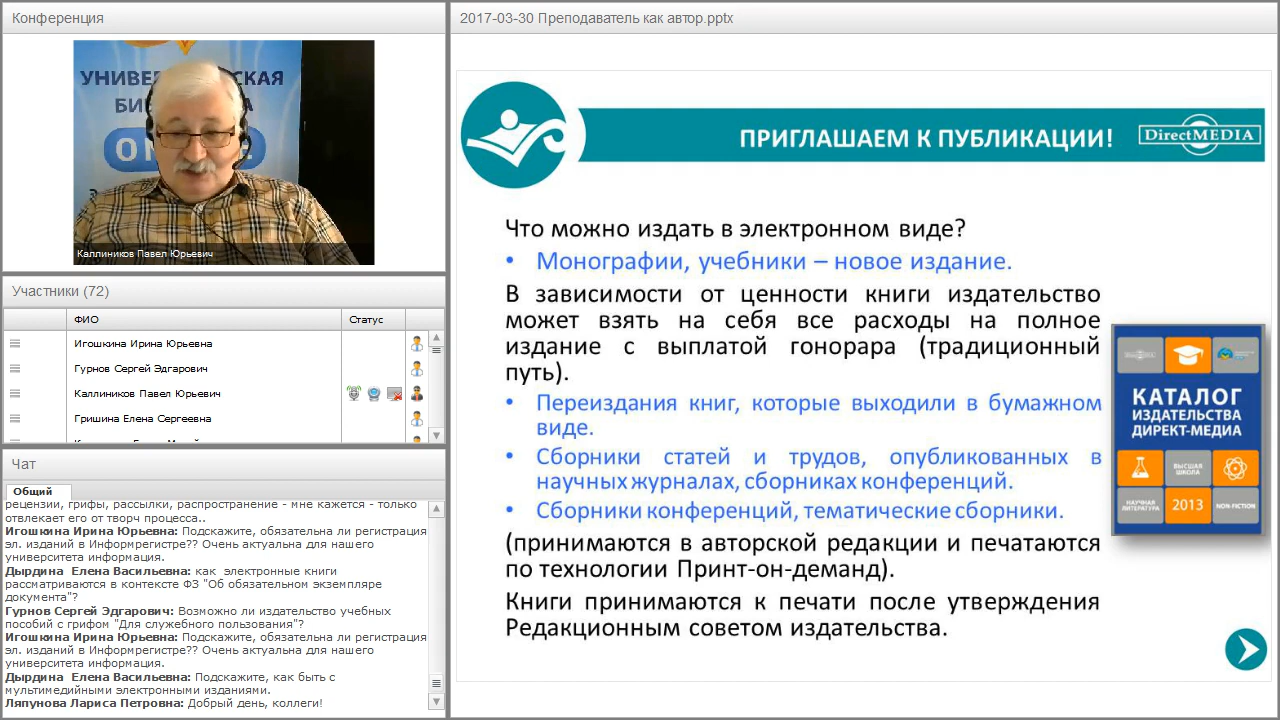 Конференция
УНИВЕ СКАЯ
Каллиников Павел Юрьевич
Участники (72)
ФИО
Статус
Игошкина Ирина Юрьевна
Гурнов Сергей Эдгарович
Каллиников Павел Юрьевич
Гришина Елена Сергеевна
Чат
Общий
рецензии, грифы, рассылки, распространение - мне кажется - только
отвлекает его от творч процесса..
Игошкина Ирина Юрьевна: Подскажите, обязательна ли регистрация
эл. изданий в Информрегистре?? Очень актуальна для нашего
университета информация.
Дырдина Елена Васильевна: как электронные книги
рассматриваются в контексте ФЗ "Об обязательном экземпляре
документа"?
Гурнов Сергей Эдгарович: Возможно ли издательство учебных
пособий с грифом "Для служебного пользования"?
Игошкина Ирина Юрьевна: Подскажите, обязательна ли регистрация
эл. изданий в Информрегистре?? Очень актуальна для нашего
университета информация.
Дырдина Елена Васильевна: Подскажите, как быть с
мультимедийными электронными изданиями.
Ляпунова Лариса Петровна: Добрый день, коллеги!
2017-03-30 Преподаватель как автор.pptx
ПРИГЛАШАЕМ К ПУБЛИКАЦИИ!
DirectMEDIA
Что можно издать в электронном виде?
• Монографии, учебники – новое издание.
В зависимости от ценности книги издательство
может взять на себя все расходы на полное
издание с выплатой гонорара (традиционный
путь).
• Переиздания книг, которые выходили в бумажном
виде.
• Сборники статей и трудов, опубликованных в
научных журналах, сборниках конференций.
• Сборники конференций, тематические сборники.
(принимаются в авторской редакции и печатаются
по технологии Принт-он-деманд).
Книги принимаются к печати после утверждения
Редакционным советом издательства.
КАТАЛОГ
ИЗДАТЕЛЬСТВА
ДИРЕКТ-МЕДИА
ВЫСШАЯ
ШКОЛА
НАУЧНАЯ
ЛИТЕРАТУРА
2013
NON-FICTION